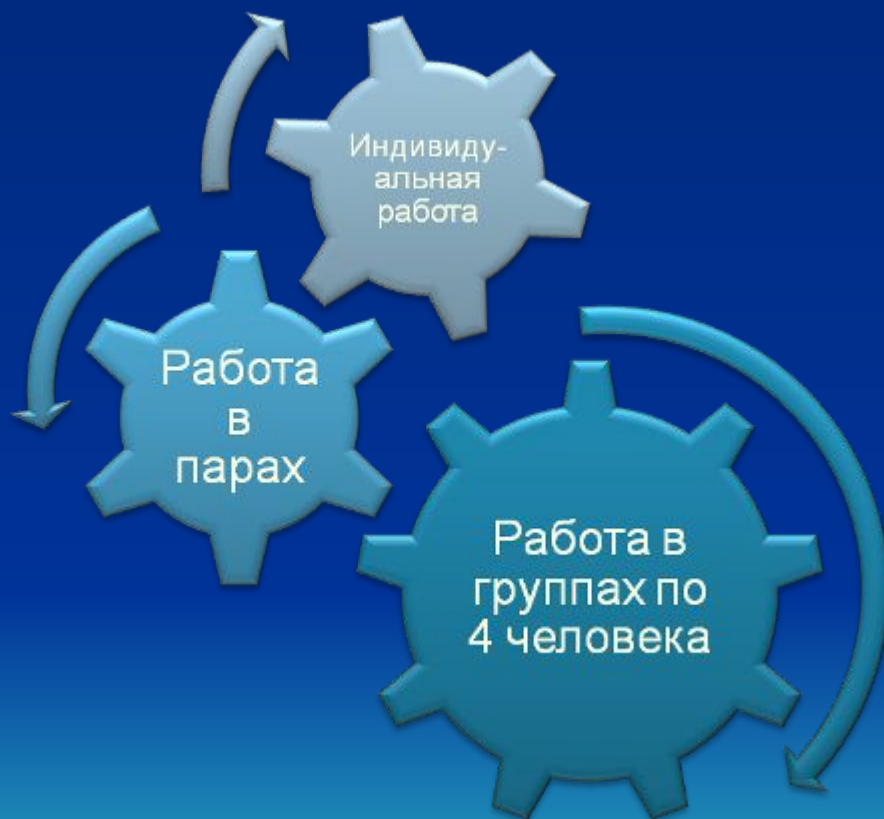 Индивиду-
альная
работа
Работа
в
парах
Работа в
группах по
4 человека